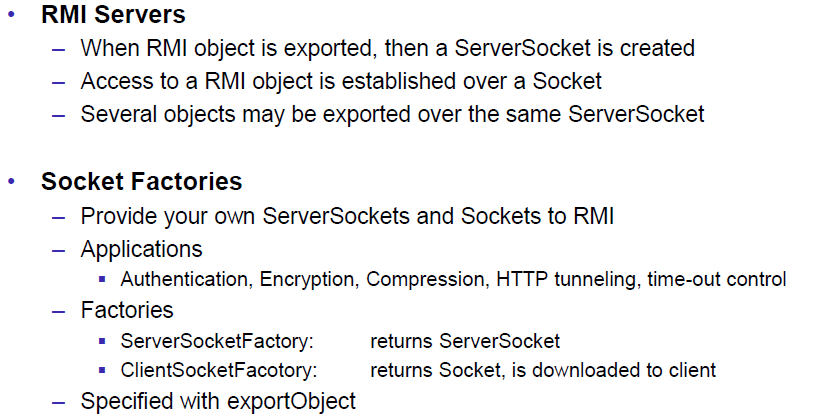 • RMI Servers
– When RMI object is exported, then a ServerSocket is created
– Access to a RMI object is established over a Socket
– Several objects may be exported over the same ServerSocket
• Socket Factories
– Provide your own ServerSockets and Sockets to RMI
– Applications
▪ Authentication, Encryption, Compression, HTTP tunneling, time-out control
– Factories
▪ ServerSocketFactory: returns ServerSocket
▪ ClientSocketFacotory: returns Socket, is downloaded to client
– Specified with exportObject